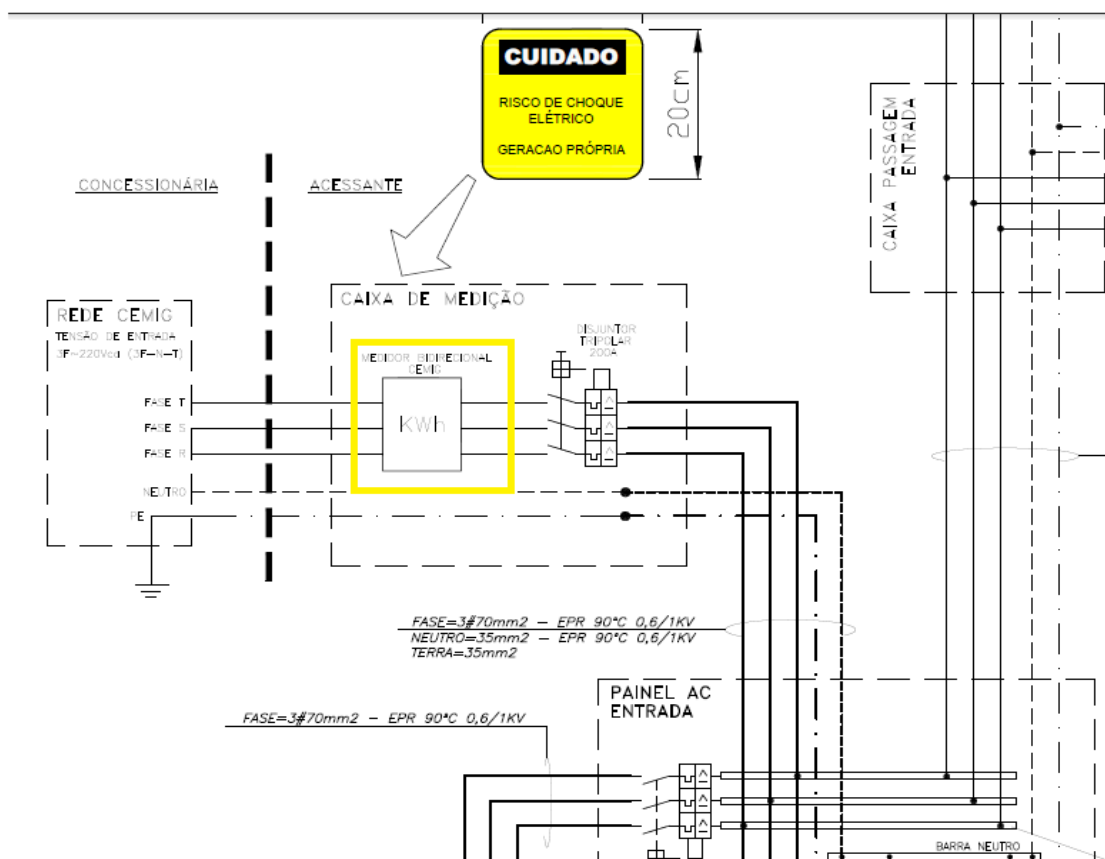 CUIDADO
RISCO DE CHOQUE
ELÉTRICO
GERACAO PRÓPRIA
20cm
CAIXA PASSAGEM
ENTRADA
CONCESSIONÁRIA
ACESSANTE
REDE CEMIG
TENSÃO DE ENTRADA
3F~220Vca (3F-N-T)
FASE T
FASE S
FASE R
NEUTRO
PE
CAIXA DE MEDIÇÃO
MEDIDOR BIDIRECIONAL
CEMIG
KWh
DISJUNTOR
TRIPOLAR
200A
FASE=3#70mm2 - EPR 90°C 0,6/1KV
NEUTRO=35mm2 - EPR 90°C 0,6/1KV
TERRA=35mm2
FASE=3#70mm2 - EPR 90°C 0,6/1KV
PAINEL AC
ENTRADA
BARRA NEUTRO